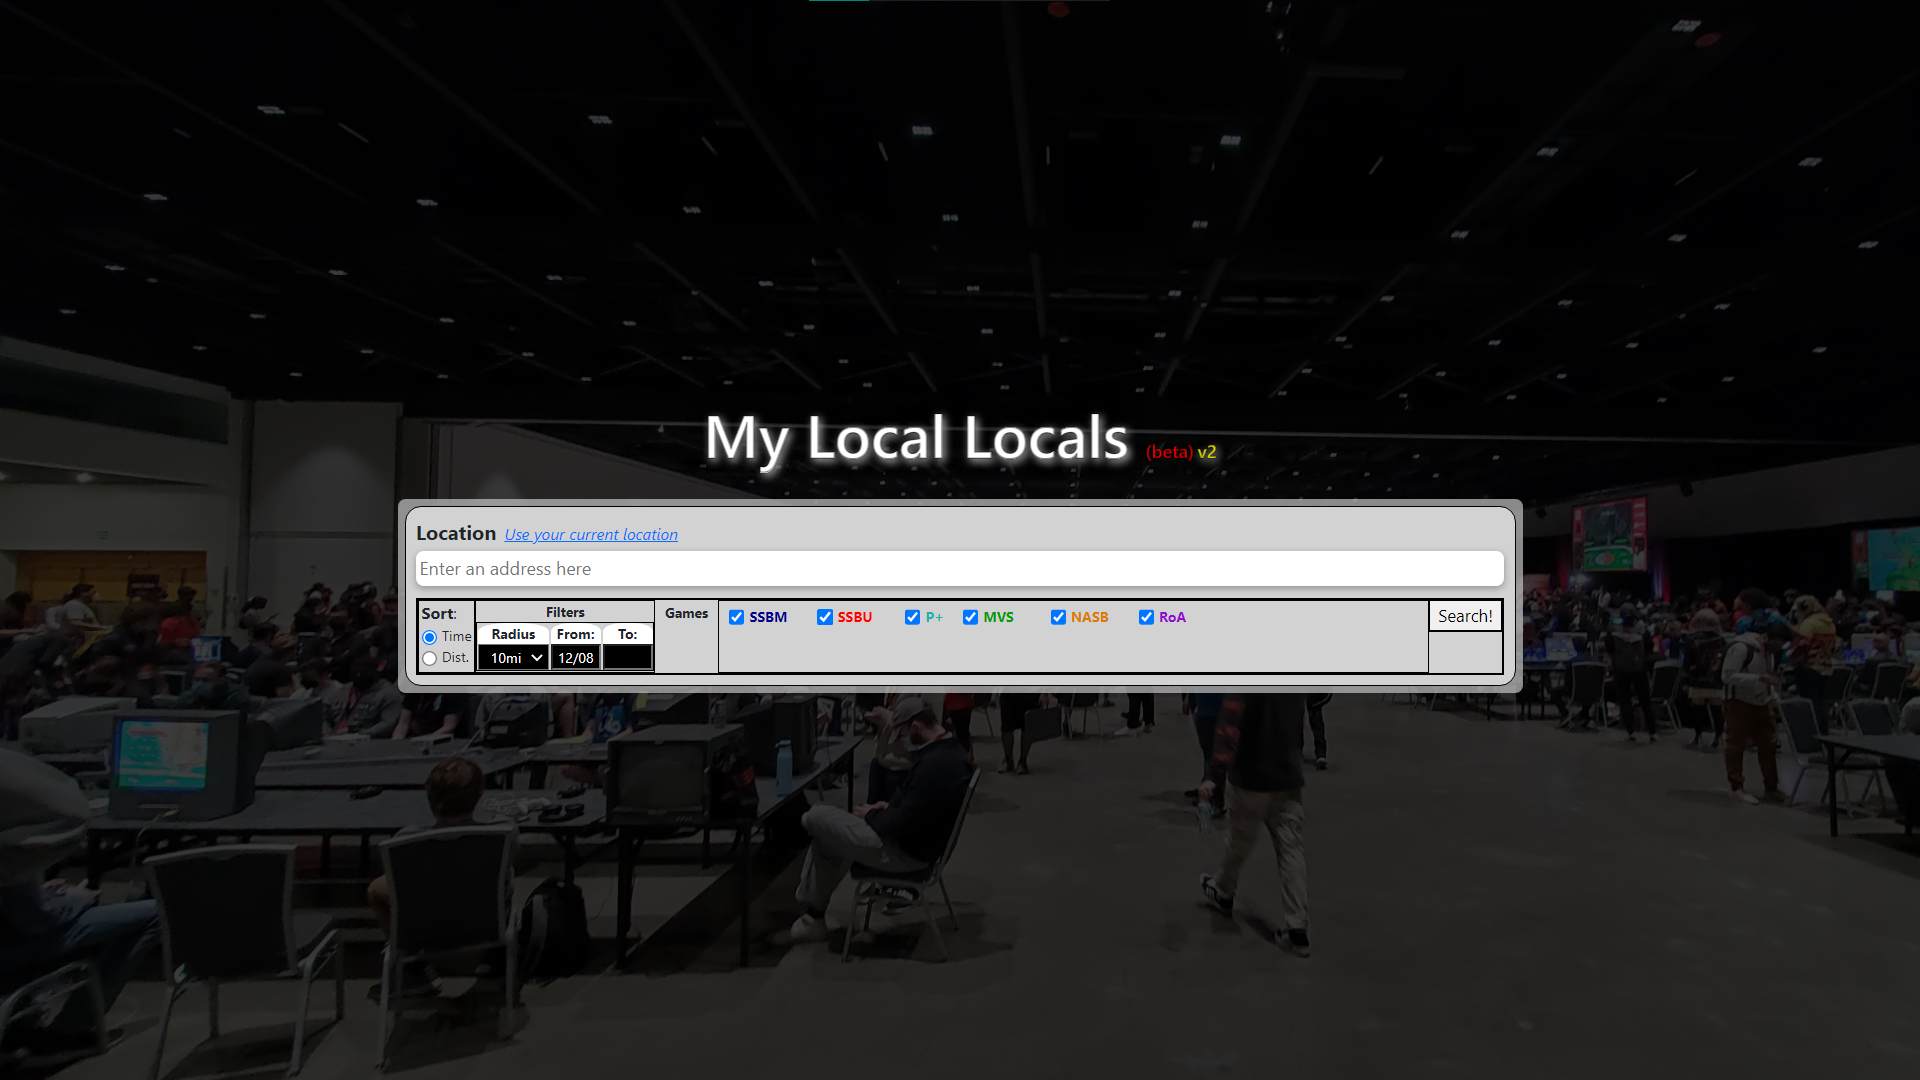 My Local Locals (beta) v2
Location Use your current location
Enter an address here
Sort:
Time
Dist.
Filters
Radius From: To:
10mi 12/08
Games
SSBM SSBU P+ MVS NASB RoA
Search!